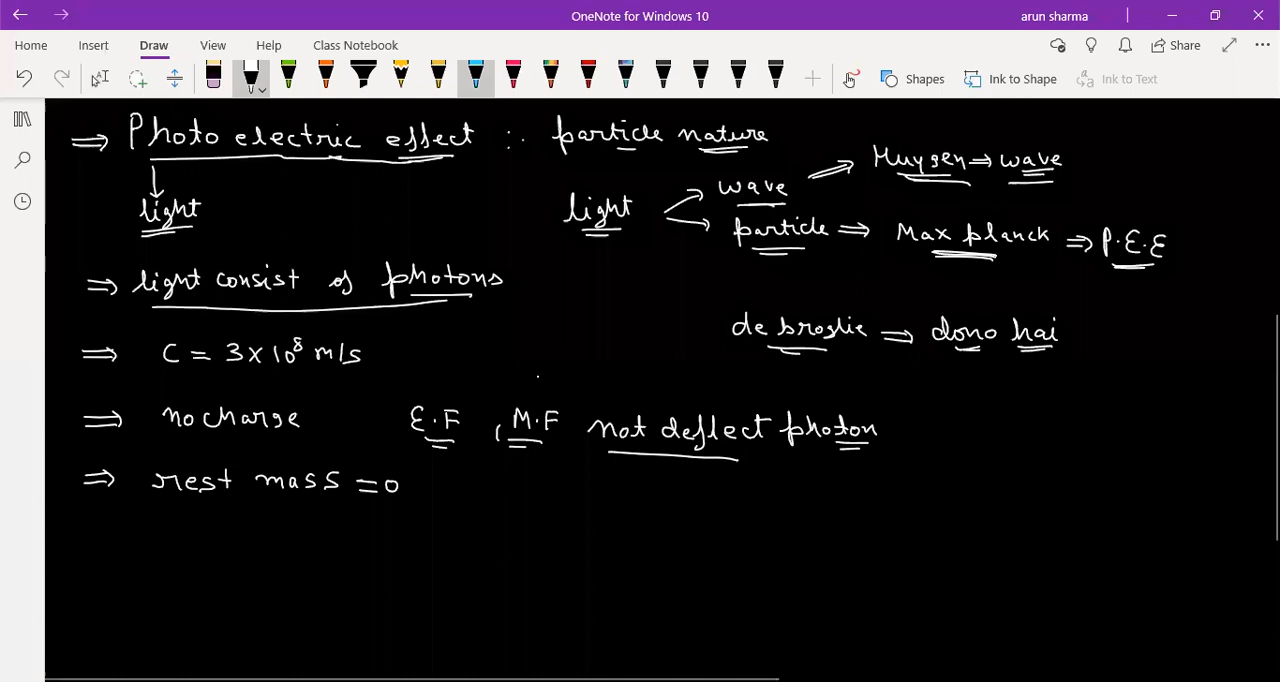 OneNote for Windows 10
arun sharma
Home Insert Draw View Help Class Notebook
Share
Shapes Ink to Shape Ink to Text
⇒ Photo electric effect :. particle nature
Huygen ⇒ wave
wave
light
light
particle ⇒ Max planck ⇒ P.E.E
⇒ light consist of photons
de broglie ⇒ dono hai
⇒ C = 3×10⁸ m/s
⇒ no charge E.F , M.F not deflect photon
⇒ rest mass = 0